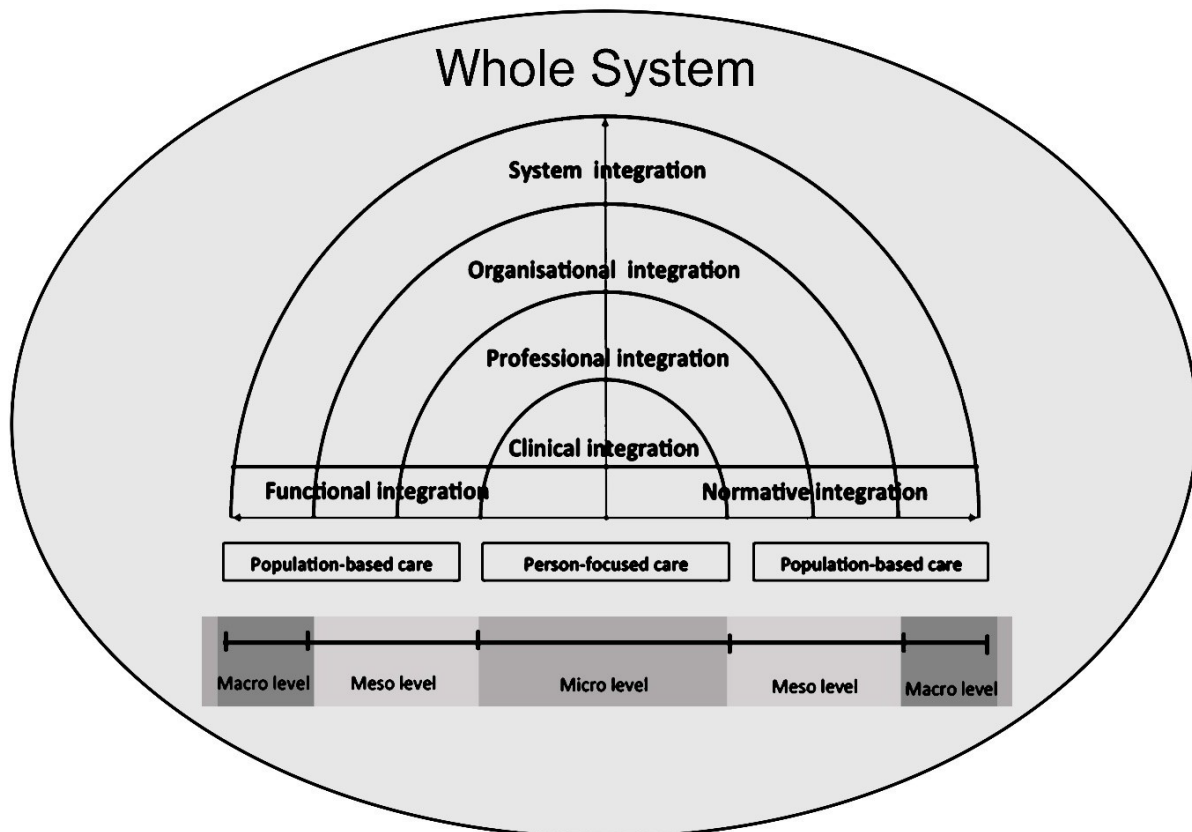 Whole System
System integration
Organisational integration
Professional integration
Clinical integration
Functional integration
Normative integration
Population-based care
Person-focused care
Population-based care
Macro level
Meso level
Micro level
Meso level
Macro level